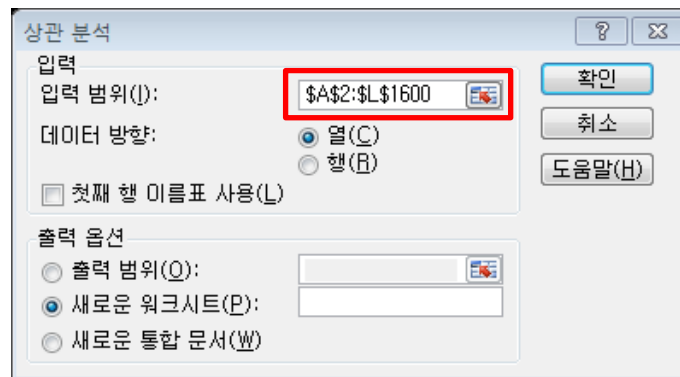 상관 분석
입력
입력 범위(I): $A$2:$L$1600
데이터 방향: 열(C)
행(R)
첫째 행 이름표 사용(L)
출력 옵션
출력 범위(O):
새로운 워크시트(P):
새로운 통합 문서(W)
?
확인
취소
도움말(H)